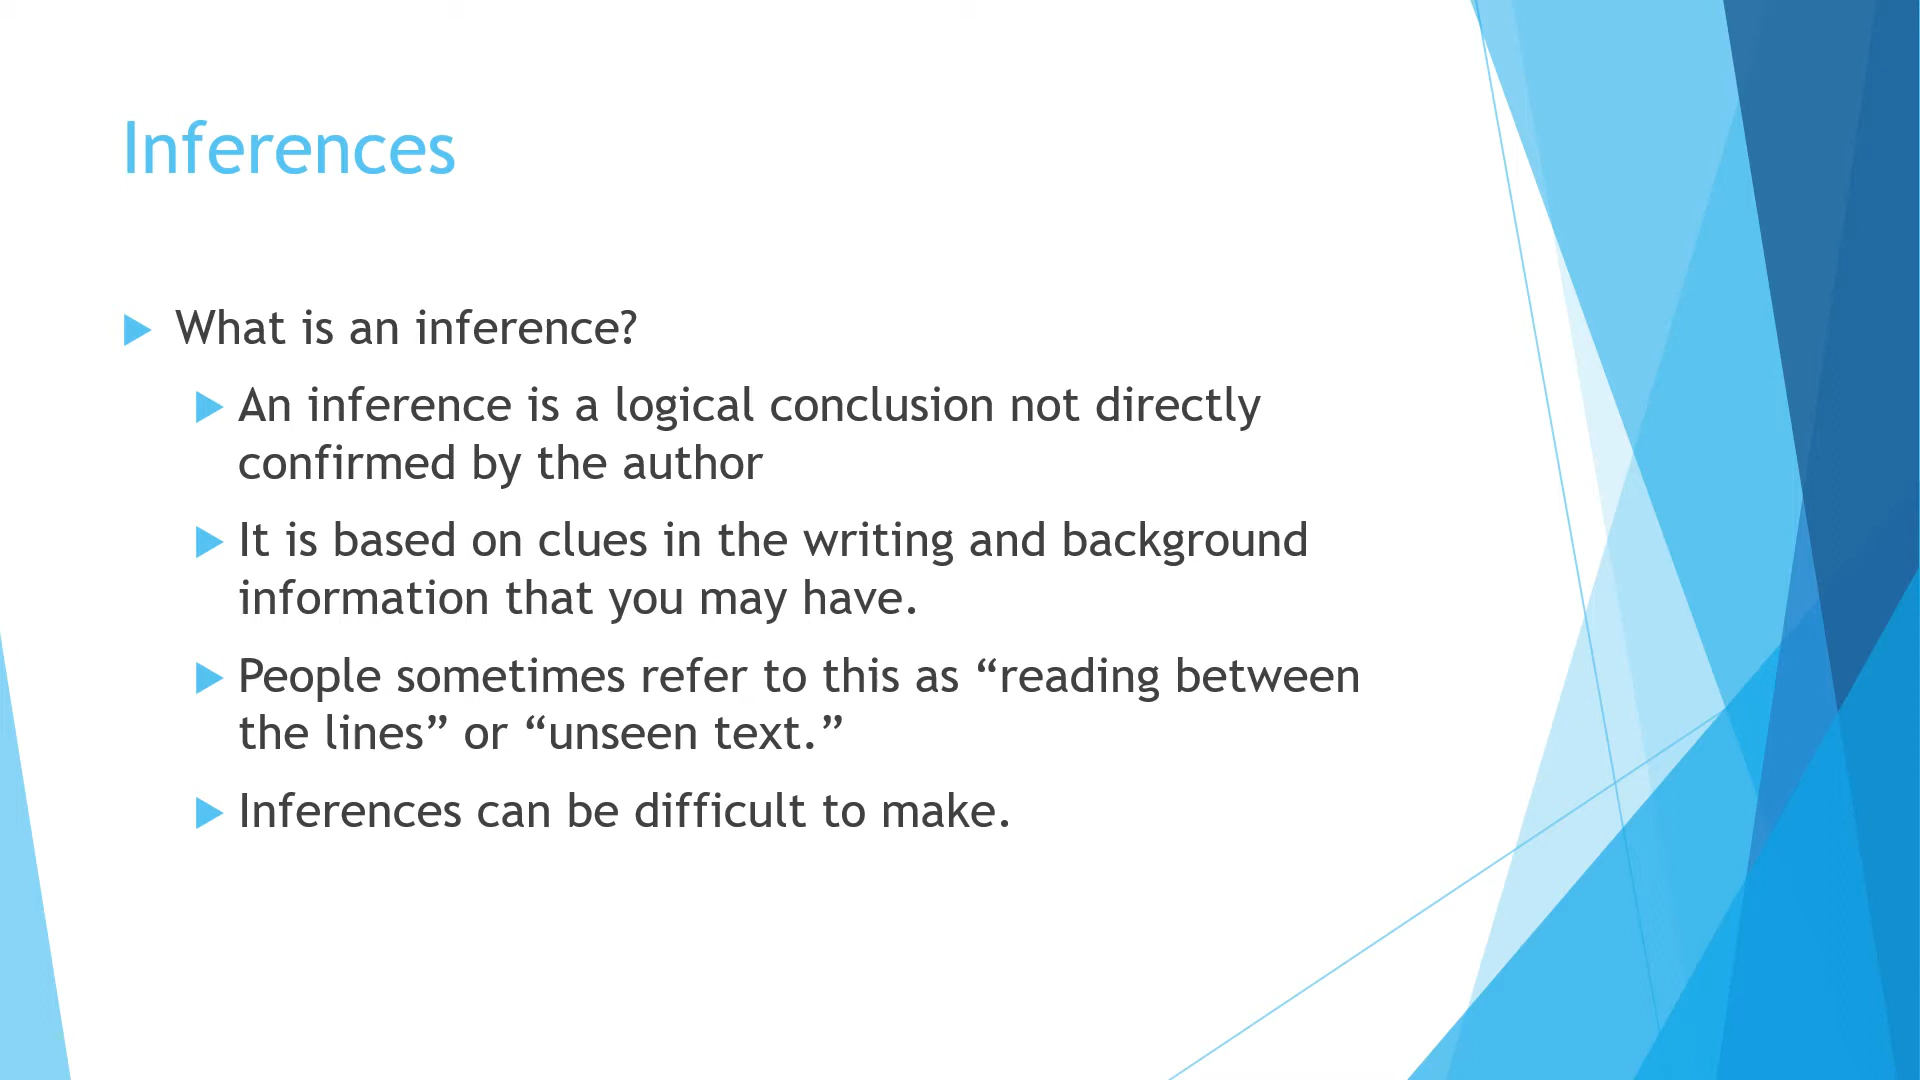 Inferences
What is an inference?
An inference is a logical conclusion not directly
confirmed by the author
It is based on clues in the writing and background
information that you may have.
People sometimes refer to this as “reading between
the lines” or “unseen text.”
Inferences can be difficult to make.